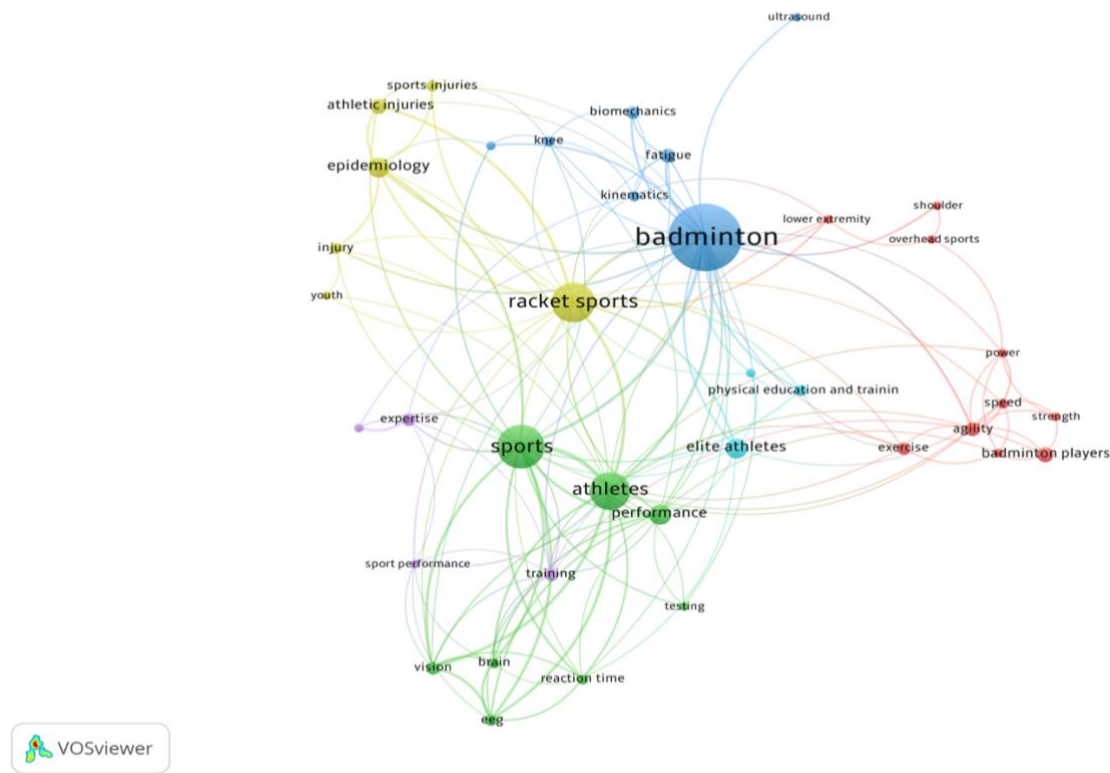 ultrasound
sports injuries
athletic injuries
biomechanics
knee
fatigue
epidemiology
kinematics
shoulder
lower extremity
badminton
overhead sports
injury
youth
racket sports
power
physical education and trainin
speed
strength
expertise
agility
sports
elite athletes
exercise
badminton players
athletes
performance
sport performance
training
testing
brain
vision
reaction time
eeg
VOSviewer